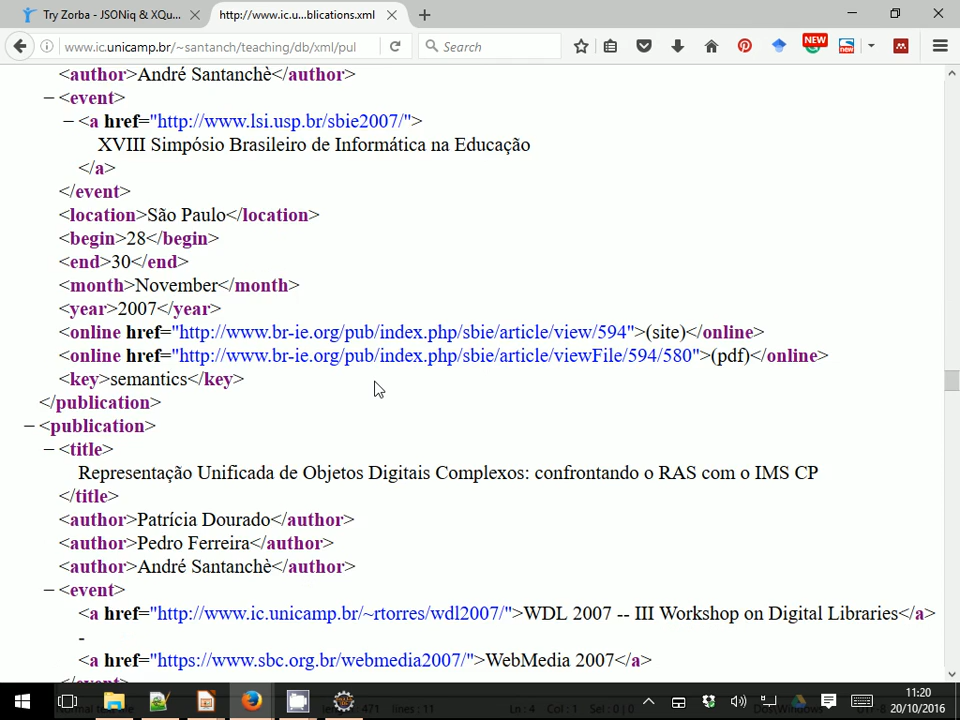 Try Zorba - JSONiq & XQu...
http://www.ic.u...blications.xml
www.ic.unicamp.br/~santanch/teaching/db/xml/pul
Search
NEW
<author>André Santanchè</author>
− <event>
− <a href="http://www.lsi.usp.br/sbie2007/">
XVIII Simpósio Brasileiro de Informática na Educação
</a>
</event>
<location>São Paulo</location>
<begin>28</begin>
<end>30</end>
<month>November</month>
<year>2007</year>
<online href="http://www.br-ie.org/pub/index.php/sbie/article/view/594">(site)</online>
<online href="http://www.br-ie.org/pub/index.php/sbie/article/viewFile/594/580">(pdf)</online>
<key>semantics</key>
</publication>
− <publication>
− <title>
Representação Unificada de Objetos Digitais Complexos: confrontando o RAS com o IMS CP
</title>
<author>Patrícia Dourado</author>
<author>Pedro Ferreira</author>
<author>André Santanchè</author>
− <event>
<a href="http://www.ic.unicamp.br/~rtorres/wdl2007/">WDL 2007 -- III Workshop on Digital Libraries</a>
-
<a href="https://www.sbc.org.br/webmedia2007/">WebMedia 2007</a>
</event>
11:20
20/10/2016